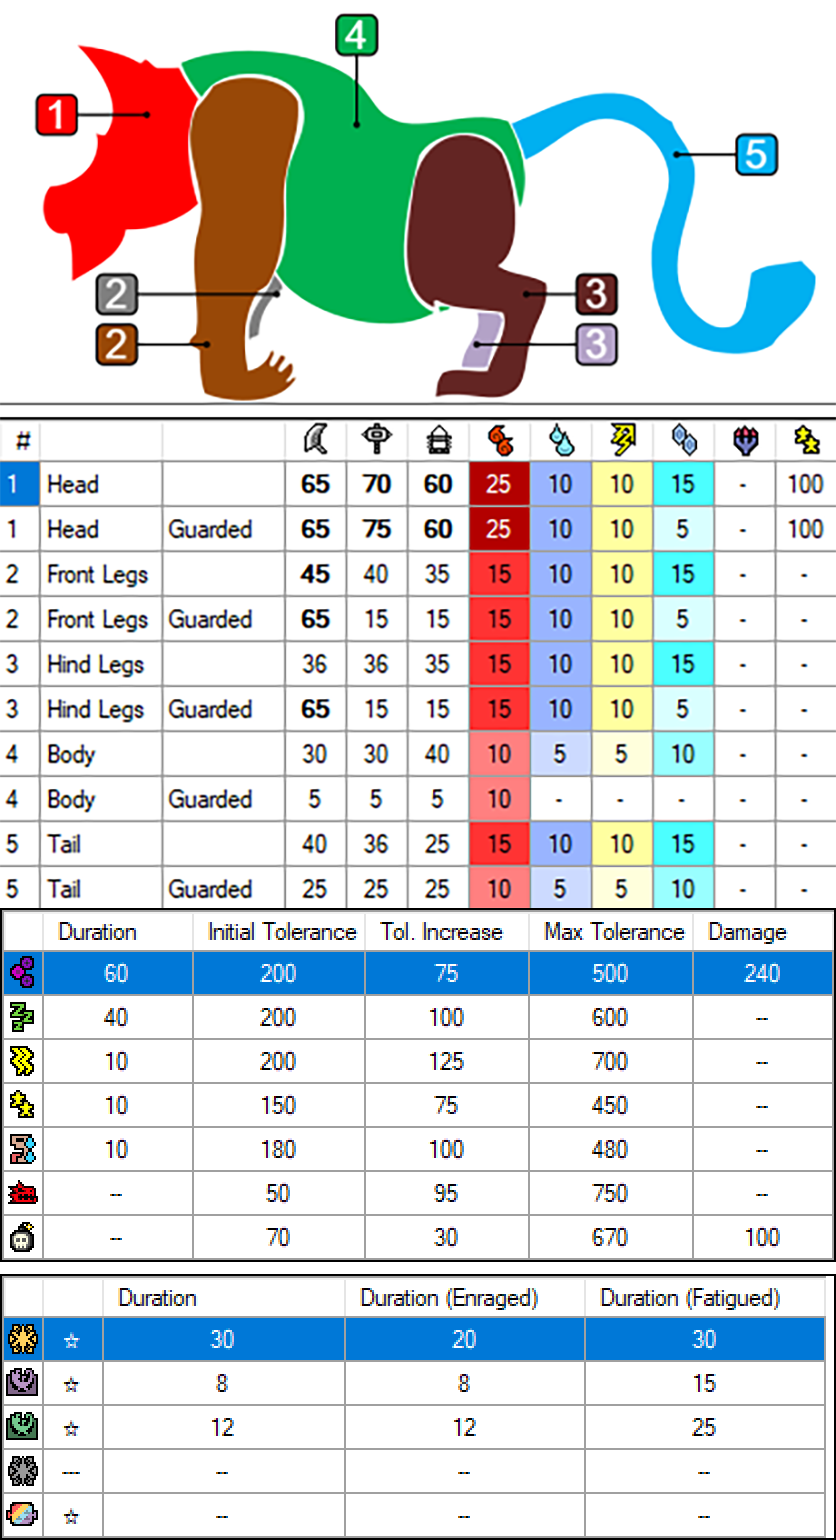 4
1
5
2
3
2
3
#
1 Head 65 70 60 25 10 10 15 - 100
1 Head Guarded 65 75 60 25 10 10 5 - 100
2 Front Legs 45 40 35 15 10 10 15 - -
2 Front Legs Guarded 65 15 15 15 10 10 5 - -
3 Hind Legs 36 36 35 15 10 10 15 - -
3 Hind Legs Guarded 65 15 15 15 10 10 5 - -
4 Body 30 30 40 10 5 5 10 - -
4 Body Guarded 5 5 5 10 - - - - -
5 Tail 40 36 25 15 10 10 15 - -
5 Tail Guarded 25 25 25 10 5 5 10 - -
Duration Initial Tolerance Tol. Increase Max Tolerance Damage
60 200 75 500 240
40 200 100 600 --
10 200 125 700 --
10 150 75 450 --
10 180 100 480 --
-- 50 95 750 --
-- 70 30 670 100
Duration Duration (Enraged) Duration (Fatigued)
☆ 30 20 30
☆ 8 8 15
☆ 12 12 25
--- -- -- --
☆ -- -- --